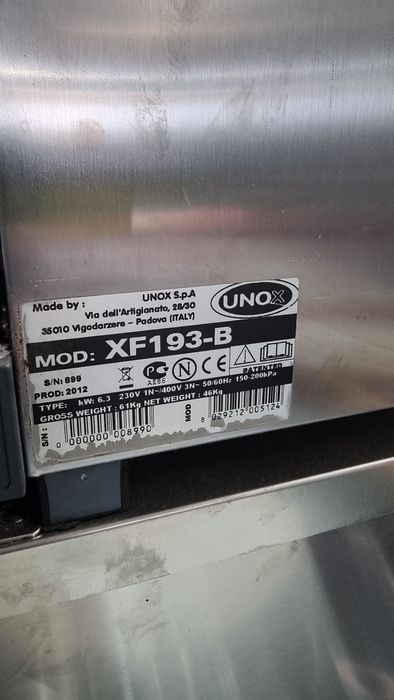 Made by :
UNOX S.p.A
Via dell'Artigianato, 28/30
35010 Vigodarzere - Padova (ITALY)
UNOX
MOD: XF193-B
S/N: 899
PROD: 2012
PATENTED
TYPE: kW: 6.3 230V 1N~/400V 3N~ 50/60Hz 150-200kPa
GROSS WEIGHT : 61Kg NET WEIGHT : 46Kg
S/N :
0 000000 008990
MOD
8 029212 005124